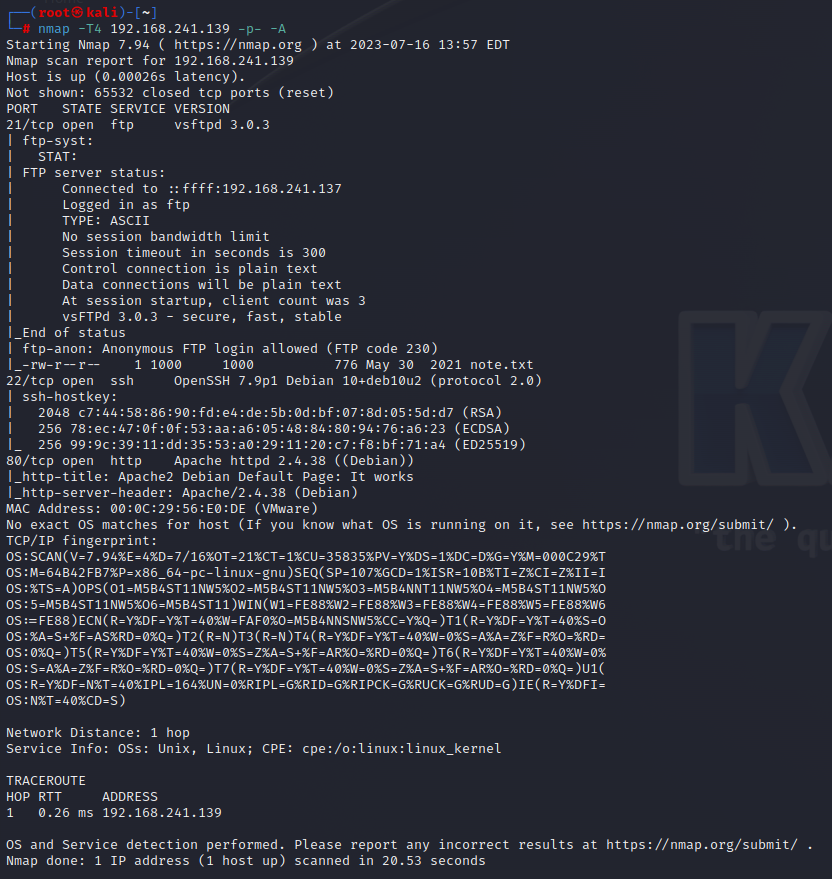 ┌──(root㉿kali)-[~]
└─# nmap -T4 192.168.241.139 -p- -A
Starting Nmap 7.94 ( https://nmap.org ) at 2023-07-16 13:57 EDT
Nmap scan report for 192.168.241.139
Host is up (0.00026s latency).
Not shown: 65532 closed tcp ports (reset)
PORT   STATE SERVICE VERSION
21/tcp open  ftp     vsftpd 3.0.3
| ftp-syst:
|   STAT:
| FTP server status:
|      Connected to ::ffff:192.168.241.137
|      Logged in as ftp
|      TYPE: ASCII
|      No session bandwidth limit
|      Session timeout in seconds is 300
|      Control connection is plain text
|      Data connections will be plain text
|      At session startup, client count was 3
|      vsFTPd 3.0.3 - secure, fast, stable
|_End of status
| ftp-anon: Anonymous FTP login allowed (FTP code 230)
|_-rw-r--r--    1 1000     1000          776 May 30  2021 note.txt
22/tcp open  ssh     OpenSSH 7.9p1 Debian 10+deb10u2 (protocol 2.0)
| ssh-hostkey:
|   2048 c7:44:58:86:90:fd:e4:de:5b:0d:bf:07:8d:05:5d:d7 (RSA)
|   256 78:ec:47:0f:0f:53:aa:a6:05:48:84:80:94:76:a6:23 (ECDSA)
|_  256 99:9c:39:11:dd:35:53:a0:29:11:20:c7:f8:bf:71:a4 (ED25519)
80/tcp open  http    Apache httpd 2.4.38 ((Debian))
|_http-title: Apache2 Debian Default Page: It works
|_http-server-header: Apache/2.4.38 (Debian)
MAC Address: 00:0C:29:56:E0:DE (VMware)
No exact OS matches for host (If you know what OS is running on it, see https://nmap.org/submit/ ).
TCP/IP fingerprint:
OS:SCAN(V=7.94%E=4%D=7/16%OT=21%CT=1%CU=35835%PV=Y%DS=1%DC=D%G=Y%M=000C29%T
OS:M=64B42FB7%P=x86_64-pc-linux-gnu)SEQ(SP=107%GCD=1%ISR=10B%TI=Z%CI=Z%II=I
OS:%TS=A)OPS(O1=M5B4ST11NW5%O2=M5B4ST11NW5%O3=M5B4NNT11NW5%O4=M5B4ST11NW5%O
OS:5=M5B4ST11NW5%O6=M5B4ST11)WIN(W1=FE88%W2=FE88%W3=FE88%W4=FE88%W5=FE88%W6
OS:=FE88)ECN(R=Y%DF=Y%T=40%W=FAF0%O=M5B4NNSNW5%CC=Y%Q=)T1(R=Y%DF=Y%T=40%S=O
OS:%A=S+%F=AS%RD=0%Q=)T2(R=N)T3(R=N)T4(R=Y%DF=Y%T=40%W=0%S=A%A=Z%F=R%O=%RD=
OS:0%Q=)T5(R=Y%DF=Y%T=40%W=0%S=Z%A=S+%F=AR%O=%RD=0%Q=)T6(R=Y%DF=Y%T=40%W=0%
OS:S=A%A=Z%F=R%O=%RD=0%Q=)T7(R=Y%DF=Y%T=40%W=0%S=Z%A=S+%F=AR%O=%RD=0%Q=)U1(
OS:R=Y%DF=N%T=40%IPL=164%UN=0%RIPL=G%RID=G%RIPCK=G%RUCK=G%RUD=G)IE(R=Y%DFI=
OS:N%T=40%CD=S)

Network Distance: 1 hop
Service Info: OSs: Unix, Linux; CPE: cpe:/o:linux:linux_kernel

TRACEROUTE
HOP RTT     ADDRESS
1   0.26 ms 192.168.241.139

OS and Service detection performed. Please report any incorrect results at https://nmap.org/submit/ .
Nmap done: 1 IP address (1 host up) scanned in 20.53 seconds
K
"the qu